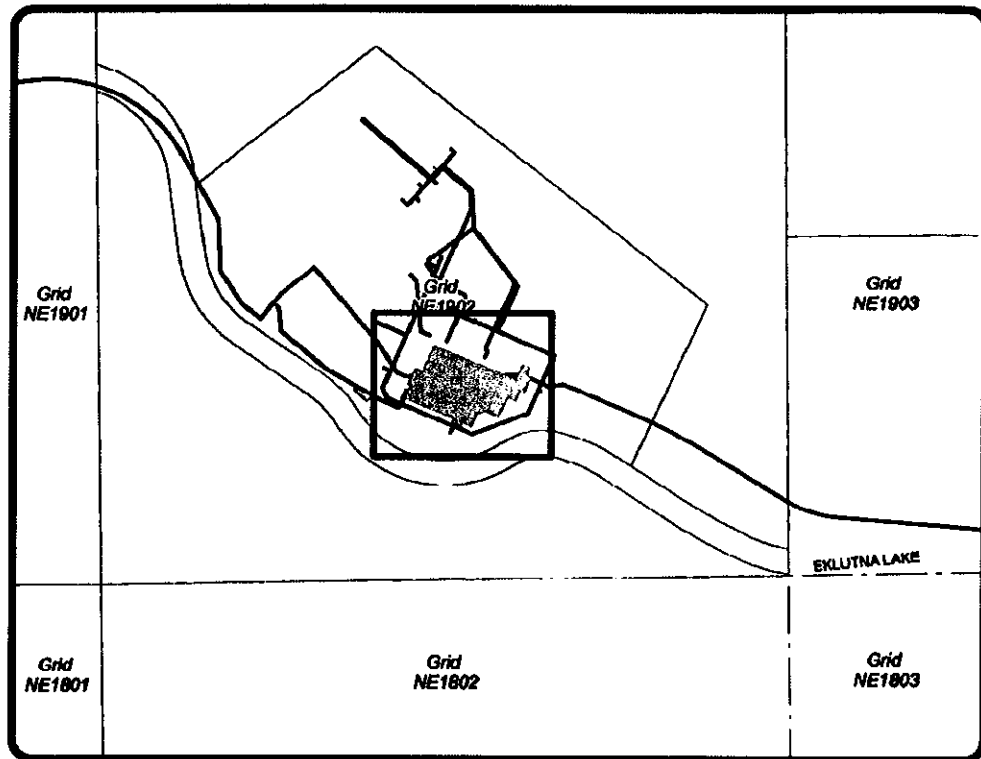 Grid
NE1901
Grid
NE1902
Grid
NE1903
EKLUTNA LAKE
Grid
NE1801
Grid
NE1802
Grid
NE1803